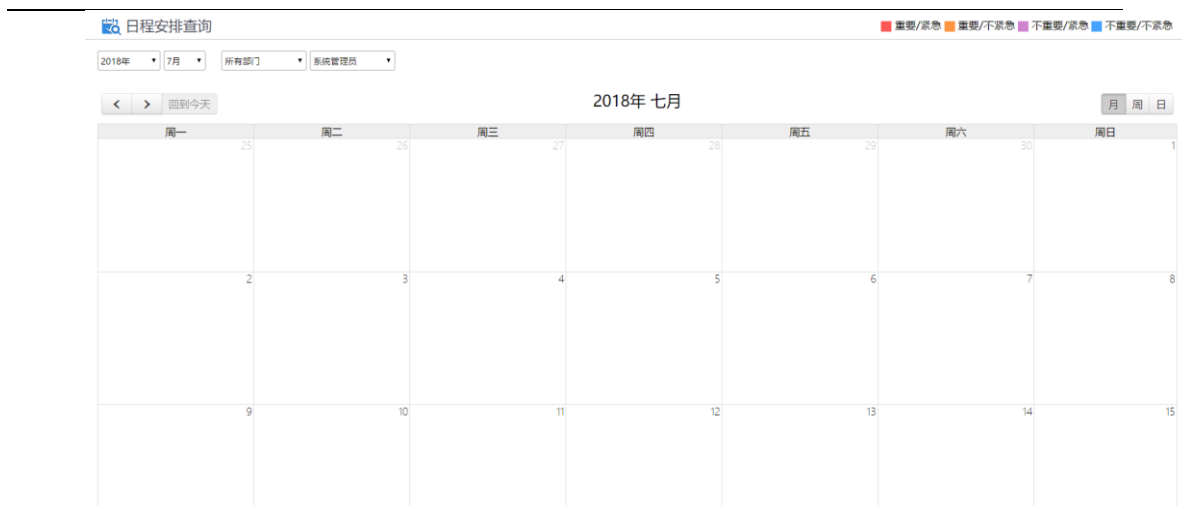 日程安排查询
重要/紧急 重要/不紧急 不重要/紧急 不重要/不紧急
2018年 7月 所有部门 系统管理员
回到今天 2018年 七月 月 周 日
周一 周二 周三 周四 周五 周六 周日
25 26 27 28 29 30 1
2 3 4 5 6 7 8
9 10 11 12 13 14 15